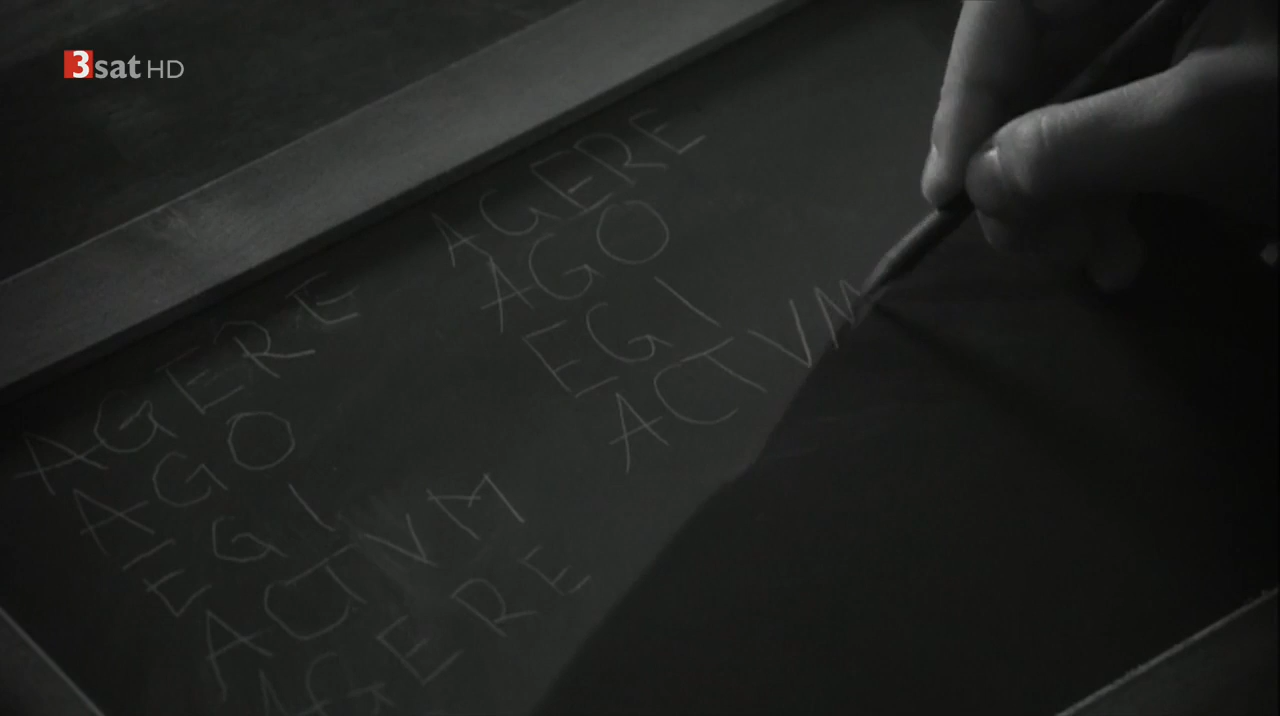 3sat HD
AGERE
AGO
EGI
ACTVM
AGERE
AGERE
AGO
EGI
ACTVM